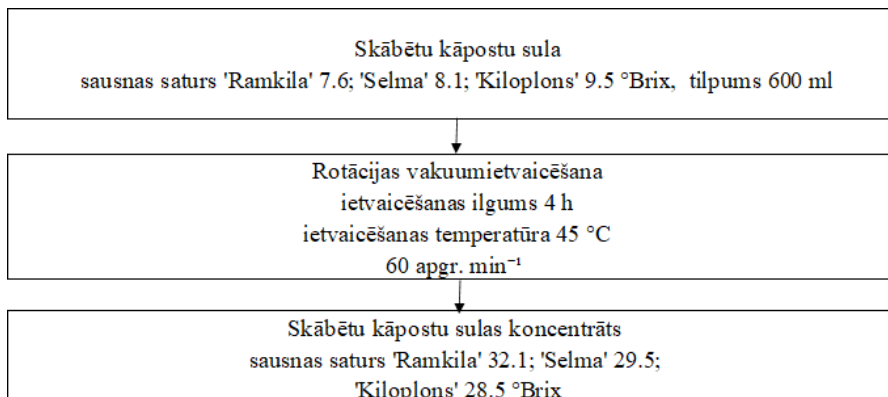 Skābētu kāpostu sula
sausnas saturs 'Ramkila' 7.6; 'Selma' 8.1; 'Kiloplons' 9.5 °Brix, tilpums 600 ml
Rotācijas vakuumietvaicēšana
ietvaicēšanas ilgums 4 h
ietvaicēšanas temperatūra 45 °C
60 apgr. min⁻¹
Skābētu kāpostu sulas koncentrāts
sausnas saturs 'Ramkila' 32.1; 'Selma' 29.5;
'Kiloplons' 28.5 °Brix